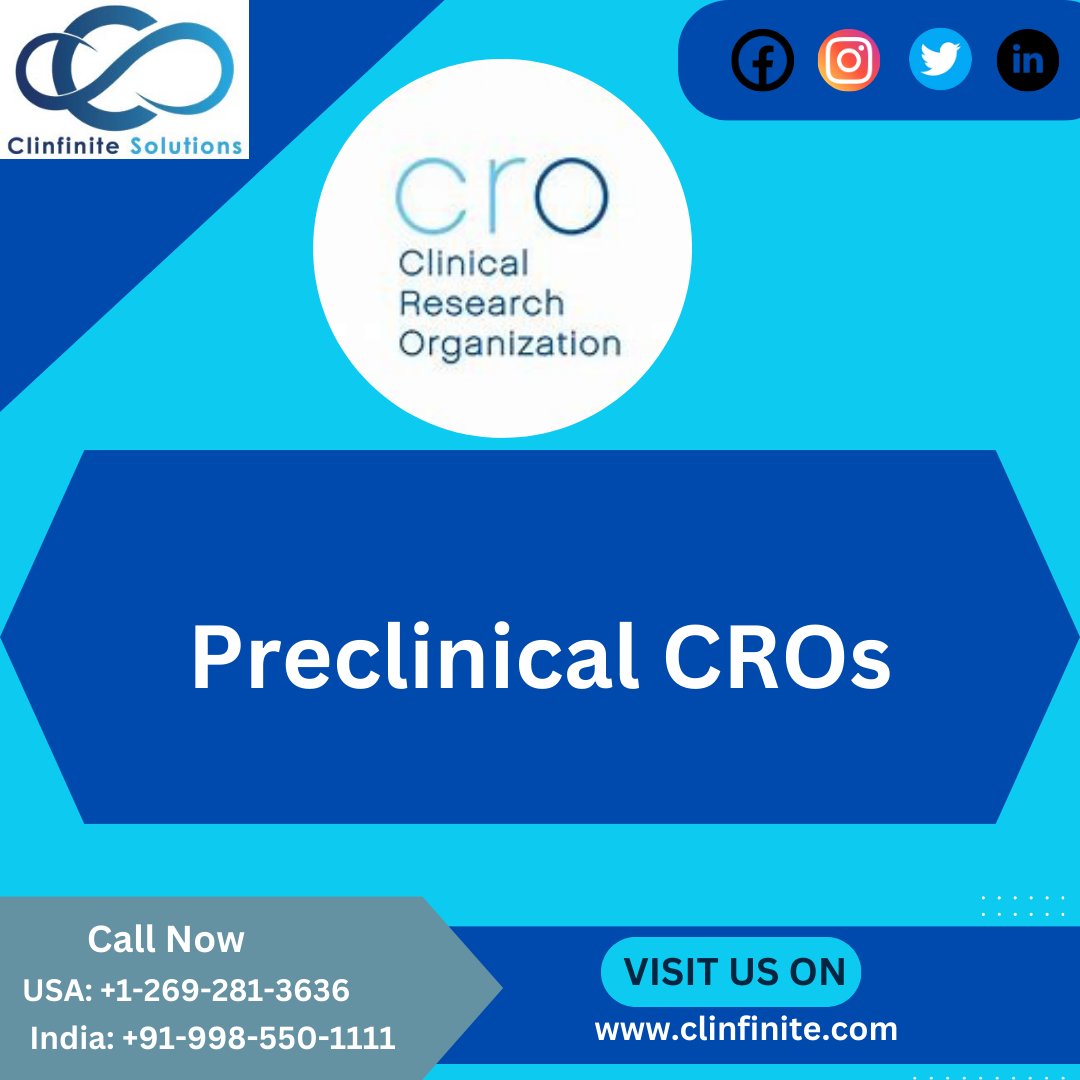 Clinfinite Solutions
cro
Clinical
Research
Organization
Preclinical CROs
Call Now
USA: +1-269-281-3636
India: +91-998-550-1111
VISIT US ON
www.clinfinite.com